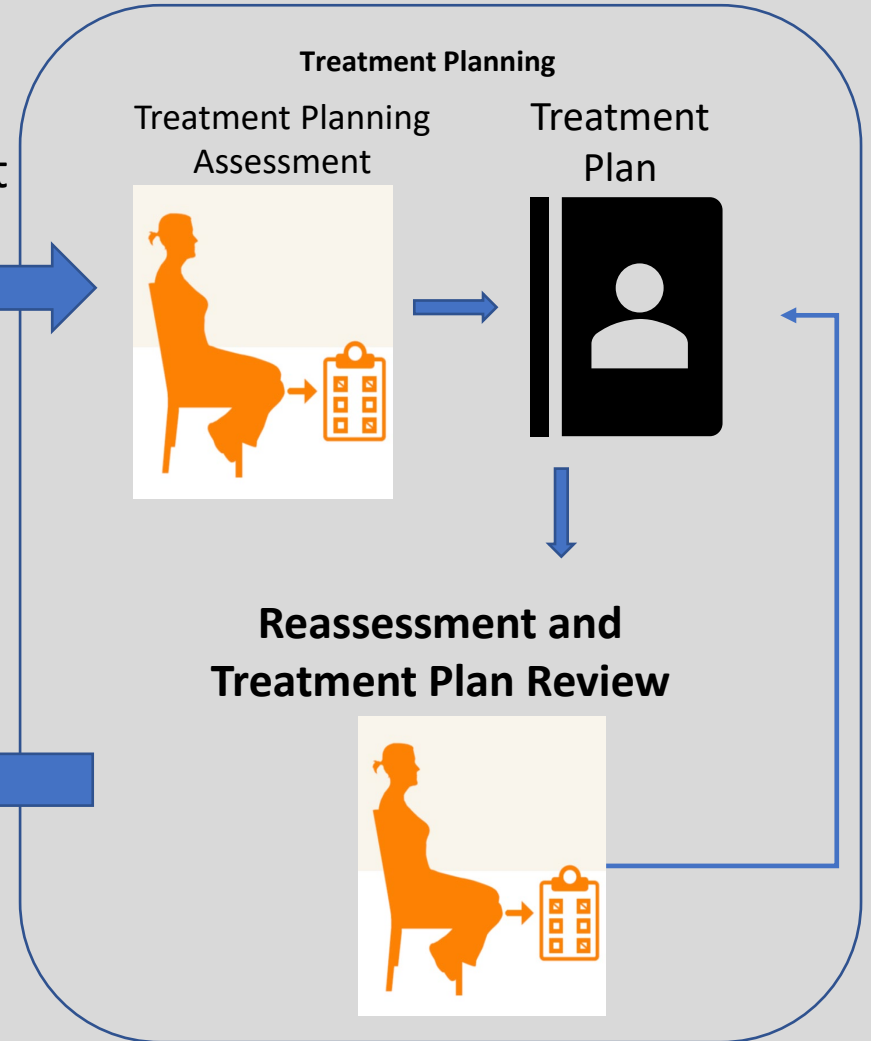 Treatment Planning
Treatment Planning
Assessment
Treatment
Plan
Reassessment and
Treatment Plan Review